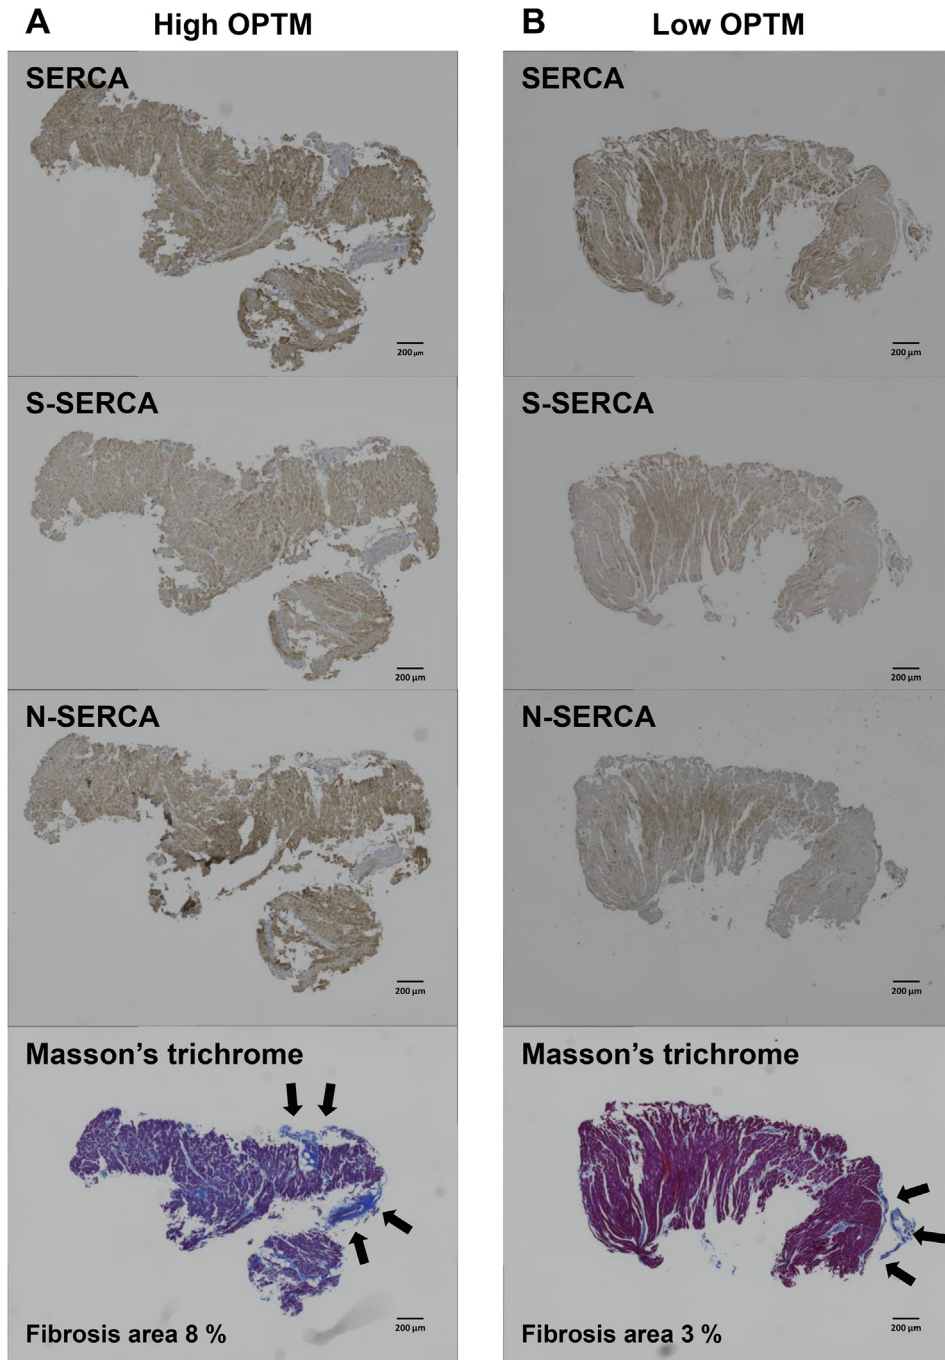 A High OPTM
SERCA
200 µm
S-SERCA
200 µm
N-SERCA
200 µm
Masson's trichrome
Fibrosis area 8 %
200 µm
B Low OPTM
SERCA
200 µm
S-SERCA
200 µm
N-SERCA
200 µm
Masson's trichrome
Fibrosis area 3 %
200 µm